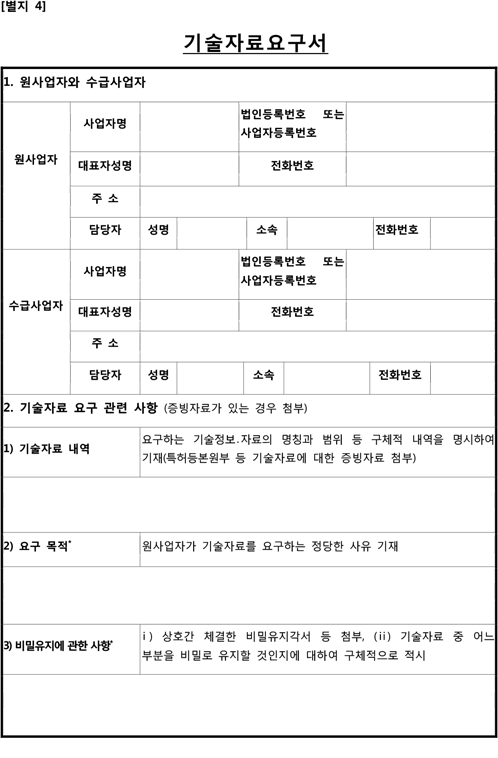 [별지 4]
기술자료요구서
1. 원사업자와 수급사업자
원사업자
사업자명
법인등록번호 또는
사업자등록번호
대표자성명
전화번호
주 소
담당자
성명
소속
전화번호
수급사업자
사업자명
법인등록번호 또는
사업자등록번호
대표자성명
전화번호
주 소
담당자
성명
소속
전화번호
2. 기술자료 요구 관련 사항 (증빙자료가 있는 경우 첨부)
1) 기술자료 내역
요구하는 기술정보.자료의 명칭과 범위 등 구체적 내역을 명시하여
기재(특허등본원부 등 기술자료에 대한 증빙자료 첨부)
2) 요구 목적*
원사업자가 기술자료를 요구하는 정당한 사유 기재
3) 비밀유지에 관한 사항*
i) 상호간 체결한 비밀유지각서 등 첨부, (ii) 기술자료 중 어느
부분을 비밀로 유지할 것인지에 대하여 구체적으로 적시